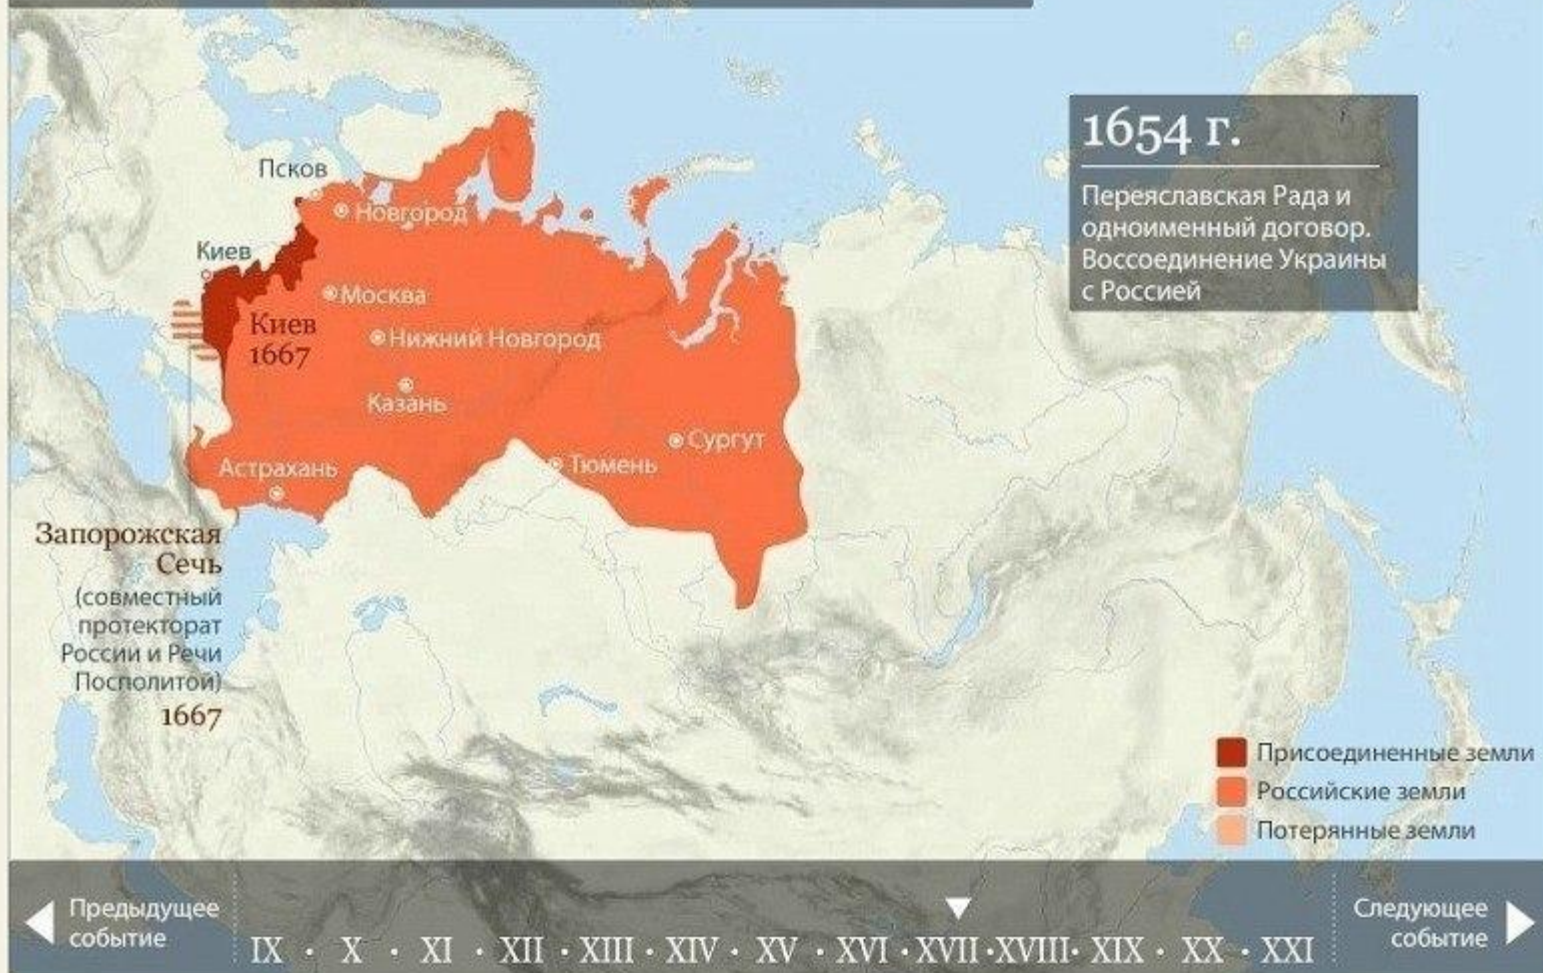 1654 г.
Переяславская Рада и
одноименный договор.
Воссоединение Украины
с Россией
Псков
Новгород
Киев
Москва
Киев
1667
Нижний Новгород
Казань
Сургут
Тюмень
Астрахань
Запорожская
Сечь
(совместный
протекторат
России и Речи
Посполитой)
1667
Присоединенные земли
Российские земли
Потерянные земли
Предыдущее
событие
IX · X · XI · XII · XIII · XIV · XV · XVI · XVII · XVIII · XIX · XX · XXI
Следующее
событие